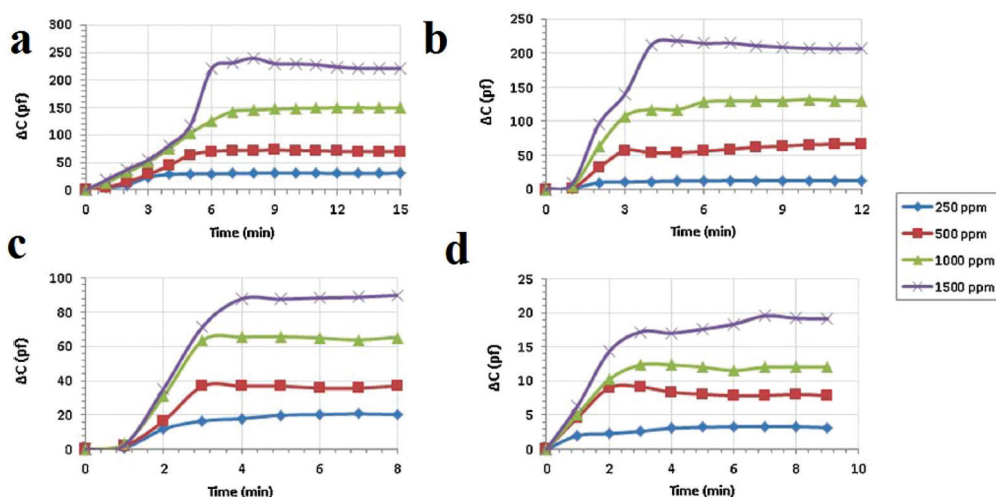 a
ΔC (pf)
300
250
200
150
100
50
0
0 3 6 9 12 15
Time (min)
b
ΔC (pf)
250
200
150
100
50
0
0 3 6 9 12
Time (min)
c
ΔC (pf)
100
80
60
40
20
0
0 2 4 6 8
Time (min)
d
ΔC (pf)
25
20
15
10
5
0
0 2 4 6 8 10
Time (min)
250 ppm
500 ppm
1000 ppm
1500 ppm